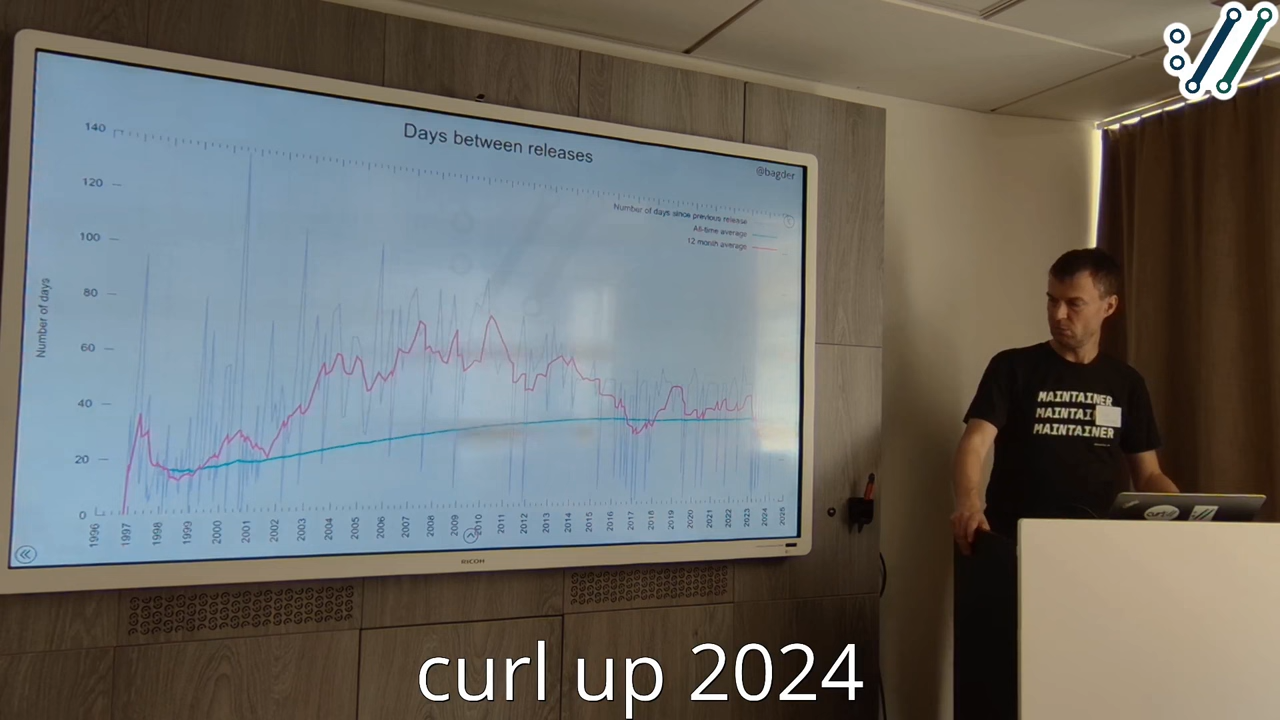 Days between releases
@bagder
Number of days since previous release
All-time average
12 month average
Number of days
140
120
100
80
60
40
20
0
1996 1997 1998 1999 2000 2001 2002 2003 2004 2005 2006 2007 2008 2009 2010 2011 2012 2013 2014 2015 2016 2017 2018 2019 2020 2021 2022 2023 2024 2025
RICOH
MAINTAINER
MAINTAI
MAINTAINER
curl
curl up 2024